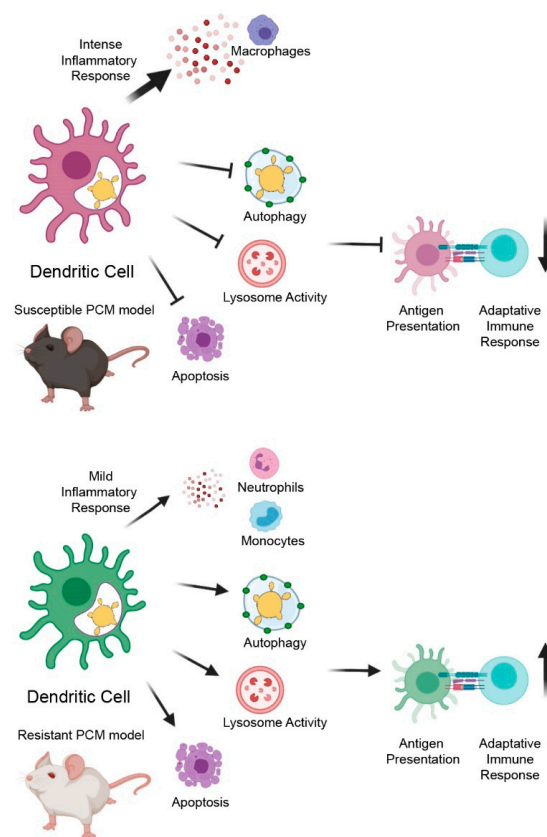 Intense
Inflammatory
Response
Macrophages
Autophagy
Dendritic Cell
Lysosome Activity
Susceptible PCM model
Apoptosis
Antigen
Presentation
Adaptative
Immune
Response
Mild
Inflammatory
Response
Neutrophils
Monocytes
Autophagy
Dendritic Cell
Lysosome Activity
Resistant PCM model
Apoptosis
Antigen
Presentation
Adaptative
Immune
Response